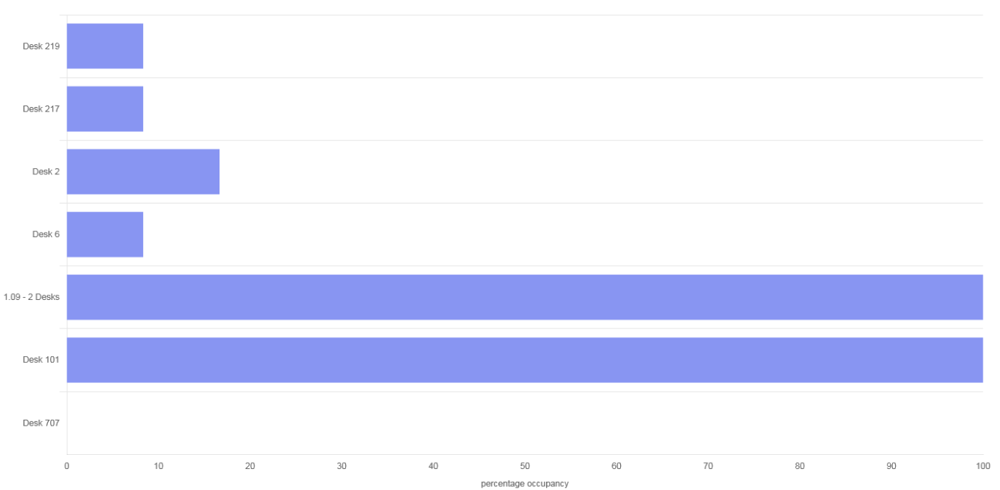 Desk 219
Desk 217
Desk 2
Desk 6
1.09 - 2 Desks
Desk 101
Desk 707
0 10 20 30 40 50 60 70 80 90 100
percentage occupancy